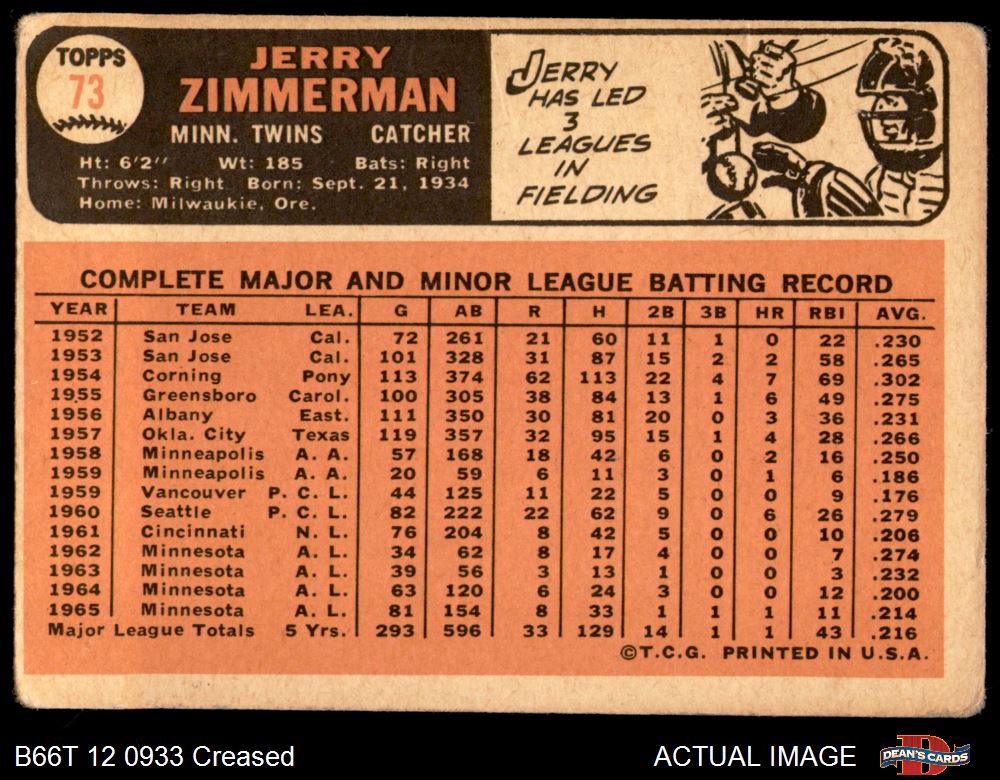 TOPPS
73
JERRY
ZIMMERMAN
MINN. TWINS CATCHER
Ht: 6'2" Wt: 185 Bats: Right
Throws: Right Born: Sept. 21, 1934
Home: Milwaukie, Ore.
JERRY
HAS LED
3
LEAGUES
IN
FIELDING
COMPLETE MAJOR AND MINOR LEAGUE BATTING RECORD
YEAR TEAM LEA. G AB R H 2B 3B HR RBI AVG.
1952 San Jose Cal. 72 261 21 60 11 1 0 22 .230
1953 San Jose Cal. 101 328 31 87 15 2 2 58 .265
1954 Corning Pony 113 374 62 113 22 4 7 69 .302
1955 Greensboro Carol. 100 305 38 84 13 1 6 49 .275
1956 Albany East. 111 350 30 81 20 0 3 36 .231
1957 Okla. City Texas 119 357 32 95 15 1 4 28 .266
1958 Minneapolis A. A. 57 168 18 42 6 0 2 16 .250
1959 Minneapolis A. A. 20 59 6 11 3 0 1 6 .186
1959 Vancouver P. C. L. 44 125 11 22 5 0 0 9 .176
1960 Seattle P. C. L. 82 222 22 62 9 0 6 26 .279
1961 Cincinnati N. L. 76 204 8 42 5 0 0 10 .206
1962 Minnesota A. L. 34 62 8 17 4 0 0 7 .274
1963 Minnesota A. L. 39 56 3 13 1 0 0 3 .232
1964 Minnesota A. L. 63 120 6 24 3 0 0 12 .200
1965 Minnesota A. L. 81 154 8 33 1 1 1 11 .214
Major League Totals 5 Yrs. 293 596 33 129 14 1 1 43 .216
©T.C.G. PRINTED IN U.S.A.
B66T 12 0933 Creased
ACTUAL IMAGE
DEAN'S CARDS